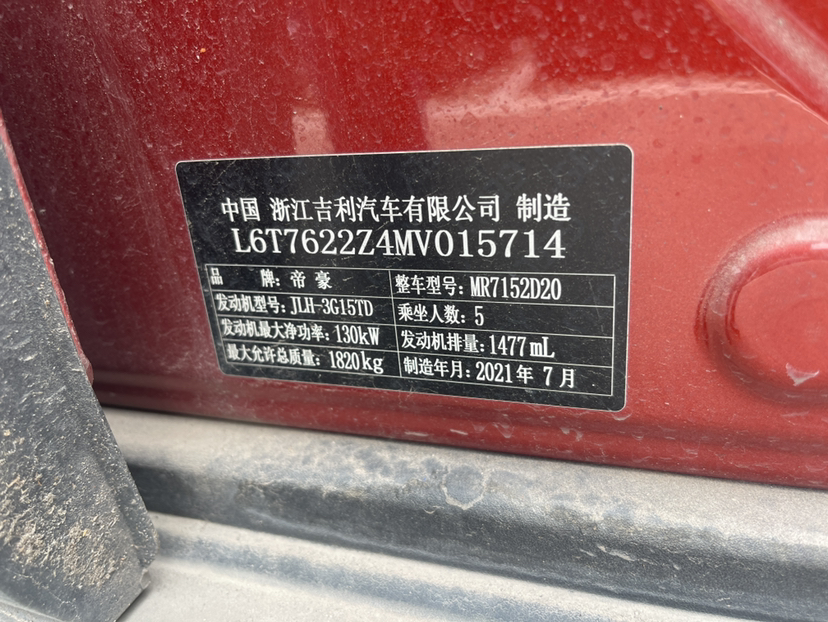 中国 浙江吉利汽车有限公司 制造
L6T7622Z4MV015714
品 牌: 帝豪 整车型号: MR7152D20
发动机型号: JLH-3G15TD 乘坐人数: 5
发动机最大净功率: 130kW 发动机排量: 1477mL
最大允许总质量: 1820kg 制造年月: 2021年 7月